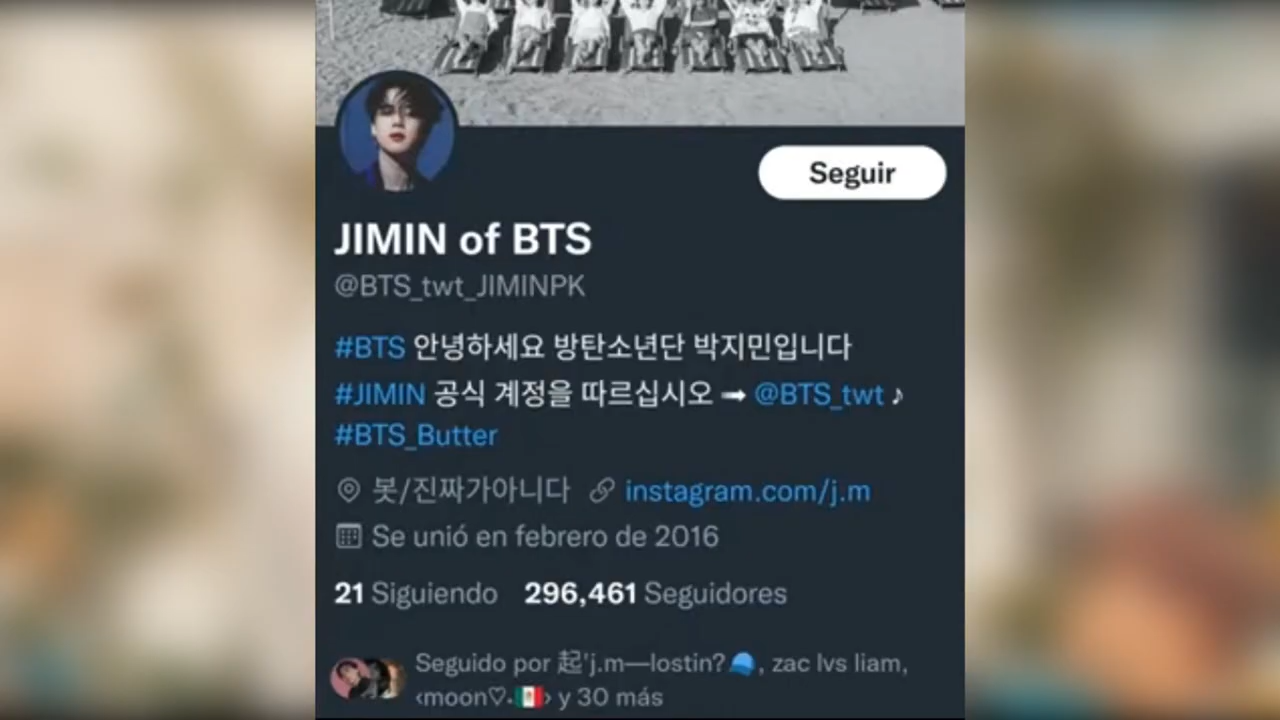 Seguir
JIMIN of BTS
@BTS_twt_JIMINPK
#BTS 안녕하세요 방탄소년단 박지민입니다
#JIMIN 공식 계정을 따르십시오 ➡ @BTS_twt ♪
#BTS_Butter
봇/진짜가아니다 instagram.com/j.m
Se unió en febrero de 2016
21 Siguiendo 296,461 Seguidores
Seguido por 起'j.m—lostin?🧢, zac lvs liam,
‹moon♡.🇲🇽› y 30 más